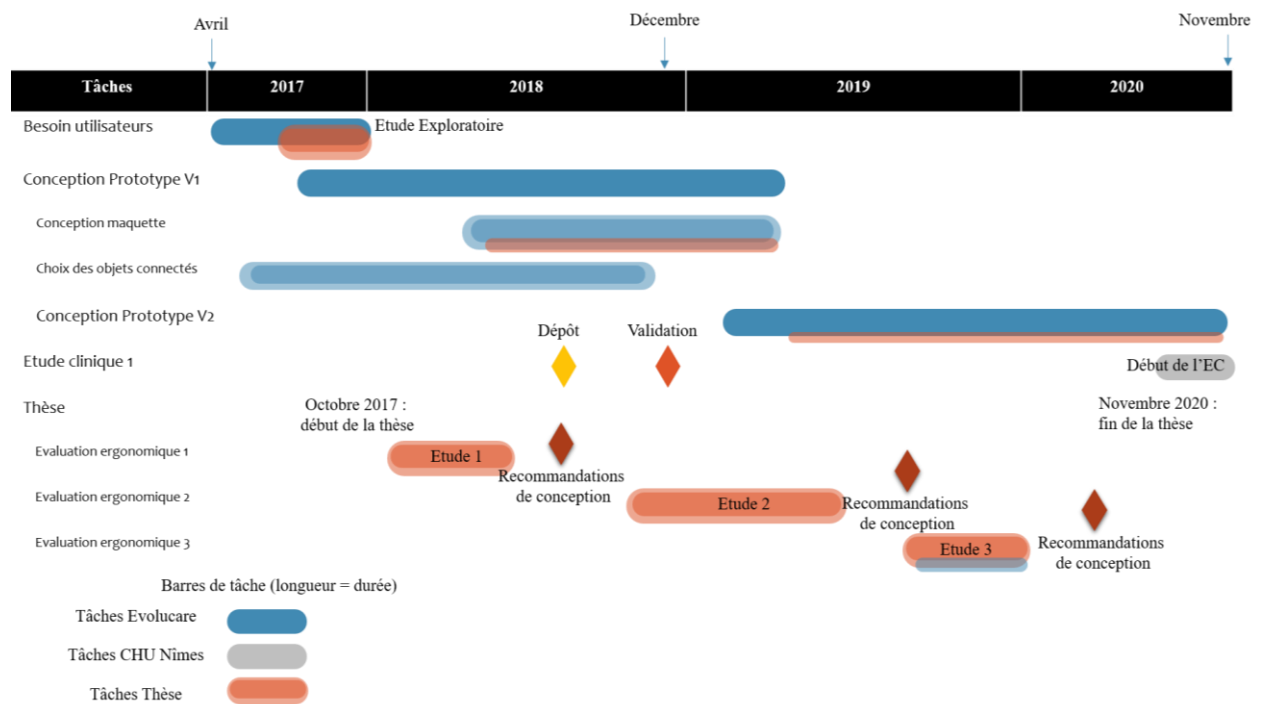 Avril
Décembre
Novembre
Tâches 2017 2018 2019 2020
Besoin utilisateurs
Etude Exploratoire
Conception Prototype V1
Conception maquette
Choix des objets connectés
Conception Prototype V2
Dépôt
Validation
Etude clinique 1
Début de l'EC
Thèse
Octobre 2017 :
début de la thèse
Novembre 2020 :
fin de la thèse
Evaluation ergonomique 1
Etude 1
Recommandations
de conception
Evaluation ergonomique 2
Etude 2
Recommandations
de conception
Evaluation ergonomique 3
Etude 3
Recommandations
de conception
Barres de tâche (longueur = durée)
Tâches Evolucare
Tâches CHU Nîmes
Tâches Thèse